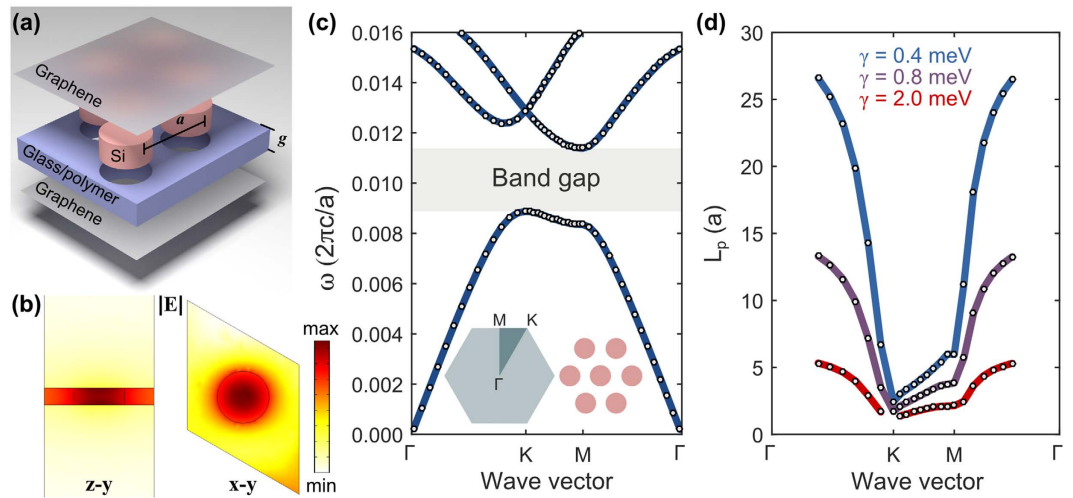 (a)
Graphene
a
g
Si
Glass/polymer
Graphene
(b)
|E|
max
min
z-y
x-y
(c)
0.016
0.014
0.012
0.010
0.008
0.006
0.004
0.002
0.000
ω (2πc/a)
Band gap
M K
Γ
Γ K M Γ
Wave vector
(d)
30
25
20
15
10
5
0
Lₚ (a)
γ = 0.4 meV
γ = 0.8 meV
γ = 2.0 meV
Γ K M Γ
Wave vector